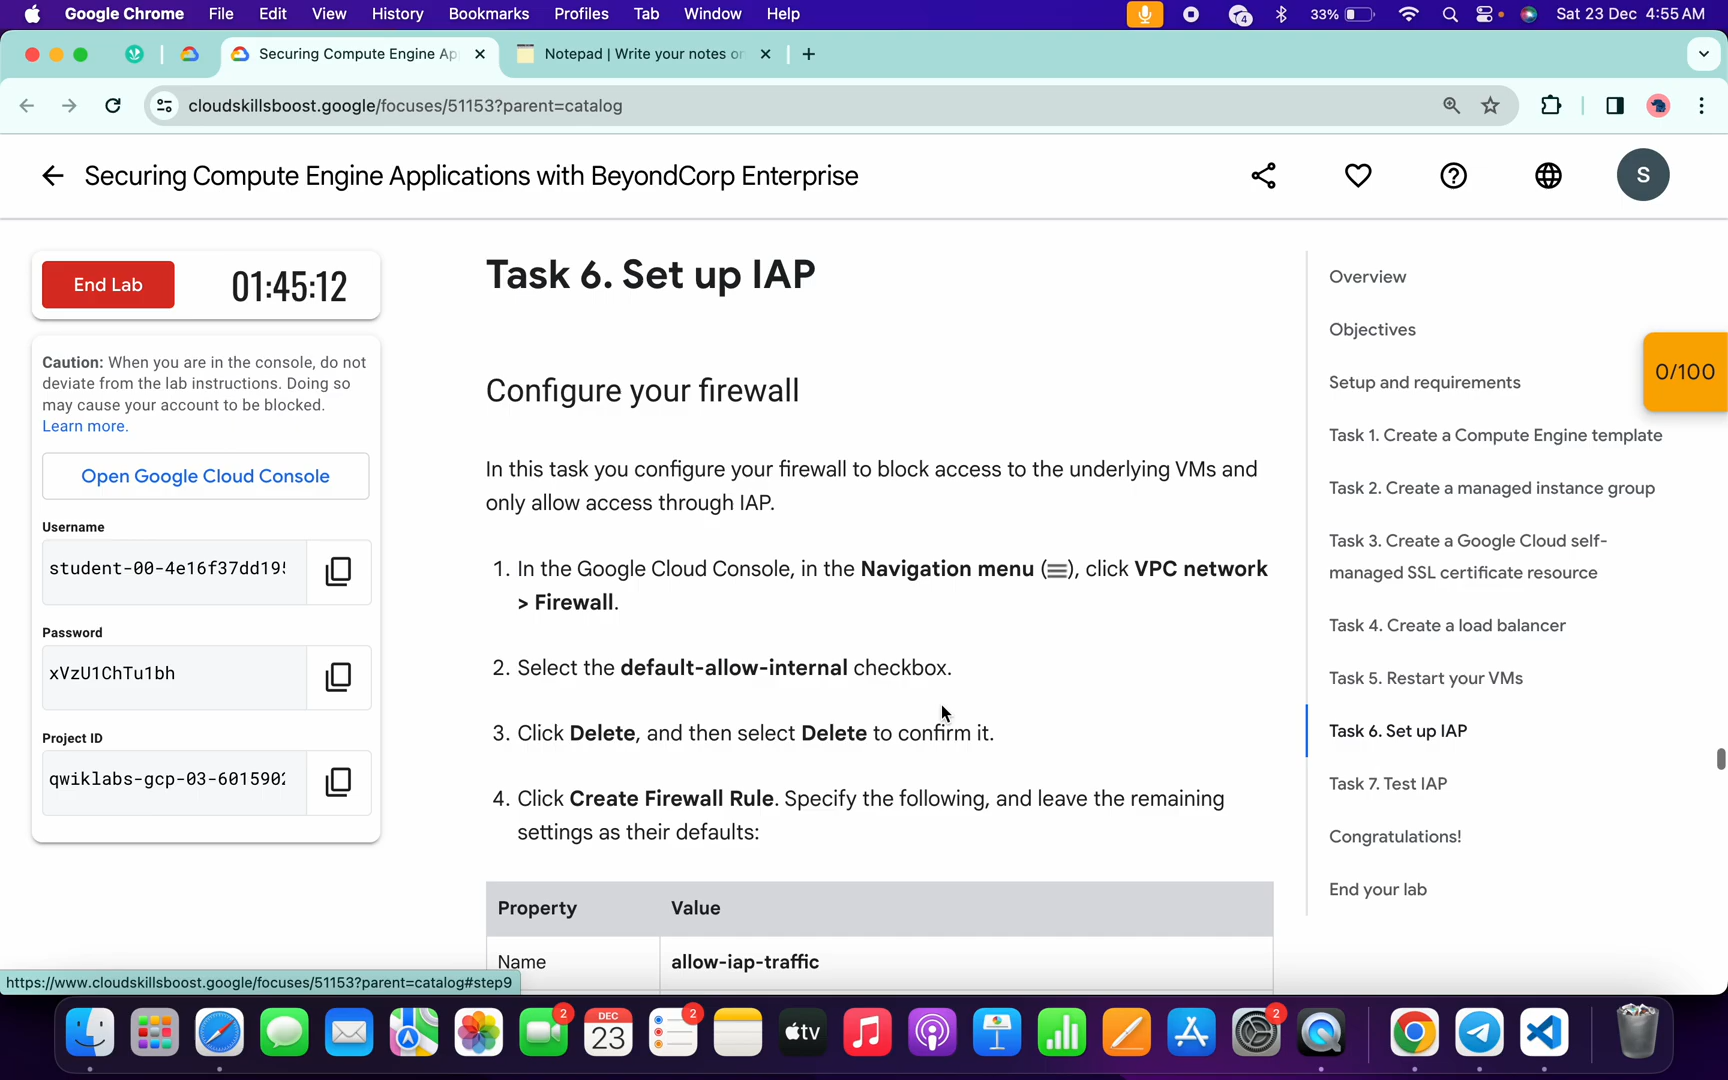 Google Chrome File Edit View History Bookmarks Profiles Tab Window Help 4 33% Sat 23 Dec 4:55 AM
Securing Compute Engine Ap Notepad | Write your notes on
cloudskillsboost.google/focuses/51153?parent=catalog
Securing Compute Engine Applications with BeyondCorp Enterprise S
End Lab 01:45:12
Caution: When you are in the console, do not
deviate from the lab instructions. Doing so
may cause your account to be blocked.
Learn more.
Open Google Cloud Console
Username
student-00-4e16f37dd195
Password
xVzU1ChTu1bh
Project ID
qwiklabs-gcp-03-6015902
Task 6. Set up IAP
Configure your firewall
In this task you configure your firewall to block access to the underlying VMs and
only allow access through IAP.
1. In the Google Cloud Console, in the Navigation menu (≡), click VPC network
> Firewall.
2. Select the default-allow-internal checkbox.
3. Click Delete, and then select Delete to confirm it.
4. Click Create Firewall Rule. Specify the following, and leave the remaining
settings as their defaults:
Property Value
Name allow-iap-traffic
Overview
Objectives
0/100
Setup and requirements
Task 1. Create a Compute Engine template
Task 2. Create a managed instance group
Task 3. Create a Google Cloud self-
managed SSL certificate resource
Task 4. Create a load balancer
Task 5. Restart your VMs
Task 6. Set up IAP
Task 7. Test IAP
Congratulations!
End your lab
https://www.cloudskillsboost.google/focuses/51153?parent=catalog#step9
2 DEC 23 2 tv 2